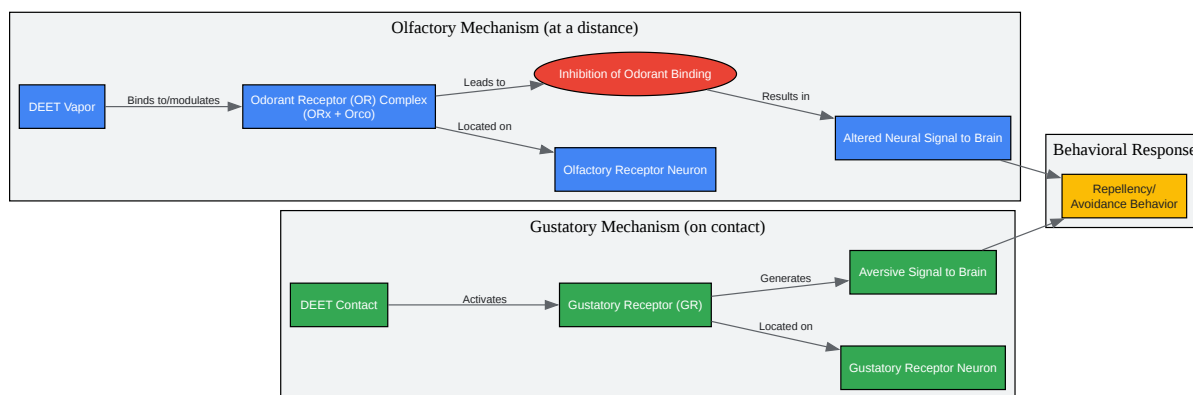 Olfactory Mechanism (at a distance)
DEET Vapor
Binds to/modulates
Odorant Receptor (OR) Complex
(ORx + Orco)
Leads to
Inhibition of Odorant Binding
Located on
Olfactory Receptor Neuron
Results in
Altered Neural Signal to Brain
Behavioral Response
Repellency/
Avoidance Behavior
Gustatory Mechanism (on contact)
DEET Contact
Activates
Gustatory Receptor (GR)
Generates
Aversive Signal to Brain
Located on
Gustatory Receptor Neuron